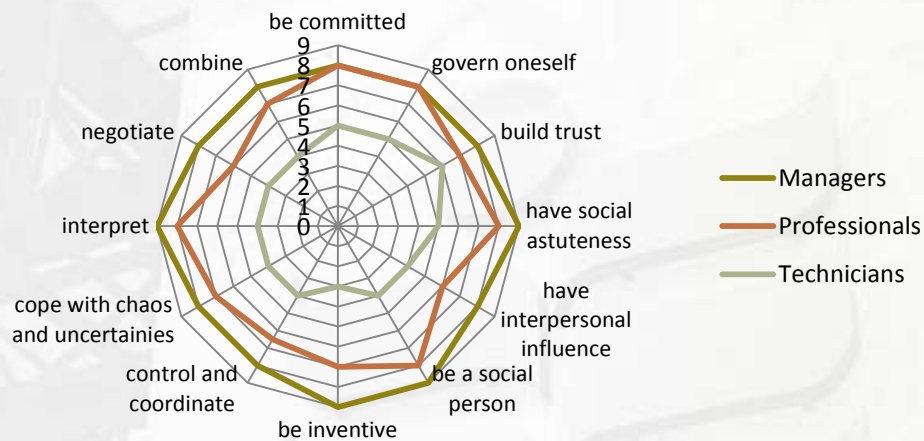 be committed
govern oneself
build trust
have social
astuteness
have
interpersonal
influence
be a social
person
be inventive
control and
coordinate
cope with chaos
and uncertainies
interpret
negotiate
combine
9
8
7
6
5
4
3
2
1
0
Managers
Professionals
Technicians